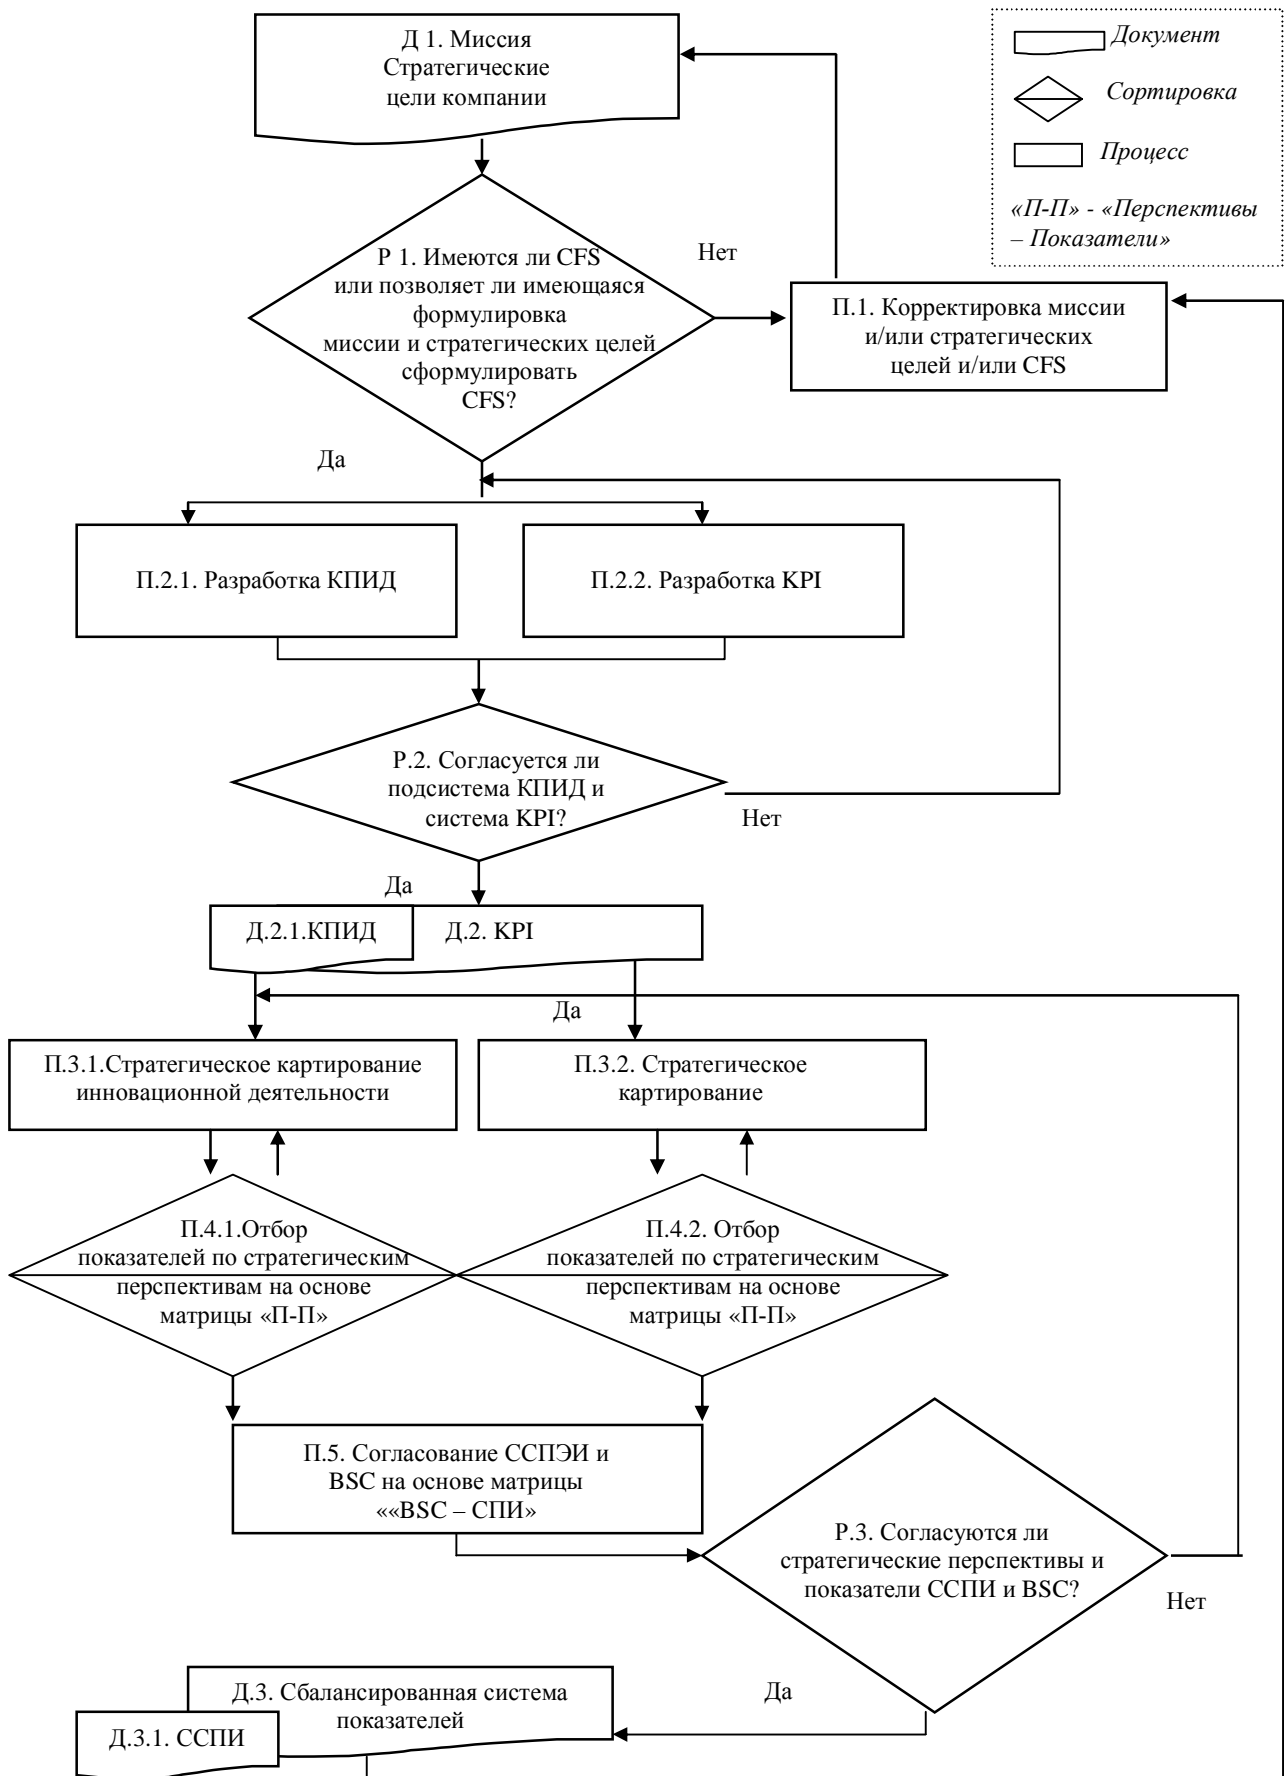 Д 1. Миссия
Стратегические
цели компании
Документ
Сортировка
Процесс
«П-П» - «Перспективы
– Показатели»
Р 1. Имеются ли CFS
или позволяет ли имеющаяся
формулировка
миссии и стратегических целей
сформулировать
CFS?
Нет
П.1. Корректировка миссии
и/или стратегических
целей и/или CFS
Да
П.2.1. Разработка КПИД
П.2.2. Разработка KPI
Р.2. Согласуется ли
подсистема КПИД и
система KPI?
Нет
Да
Д.2.1.КПИД
Д.2. KPI
Да
П.3.1.Стратегическое картирование
инновационной деятельности
П.3.2. Стратегическое
картирование
П.4.1.Отбор
показателей по стратегическим
перспективам на основе
матрицы «П-П»
П.4.2. Отбор
показателей по стратегическим
перспективам на основе
матрицы «П-П»
П.5. Согласование ССПЭИ и
BSC на основе матрицы
««BSC – СПИ»
Р.3. Согласуются ли
стратегические перспективы и
показатели ССПИ и BSC?
Нет
Да
Д.3. Сбалансированная система
показателей
Д.3.1. ССПИ